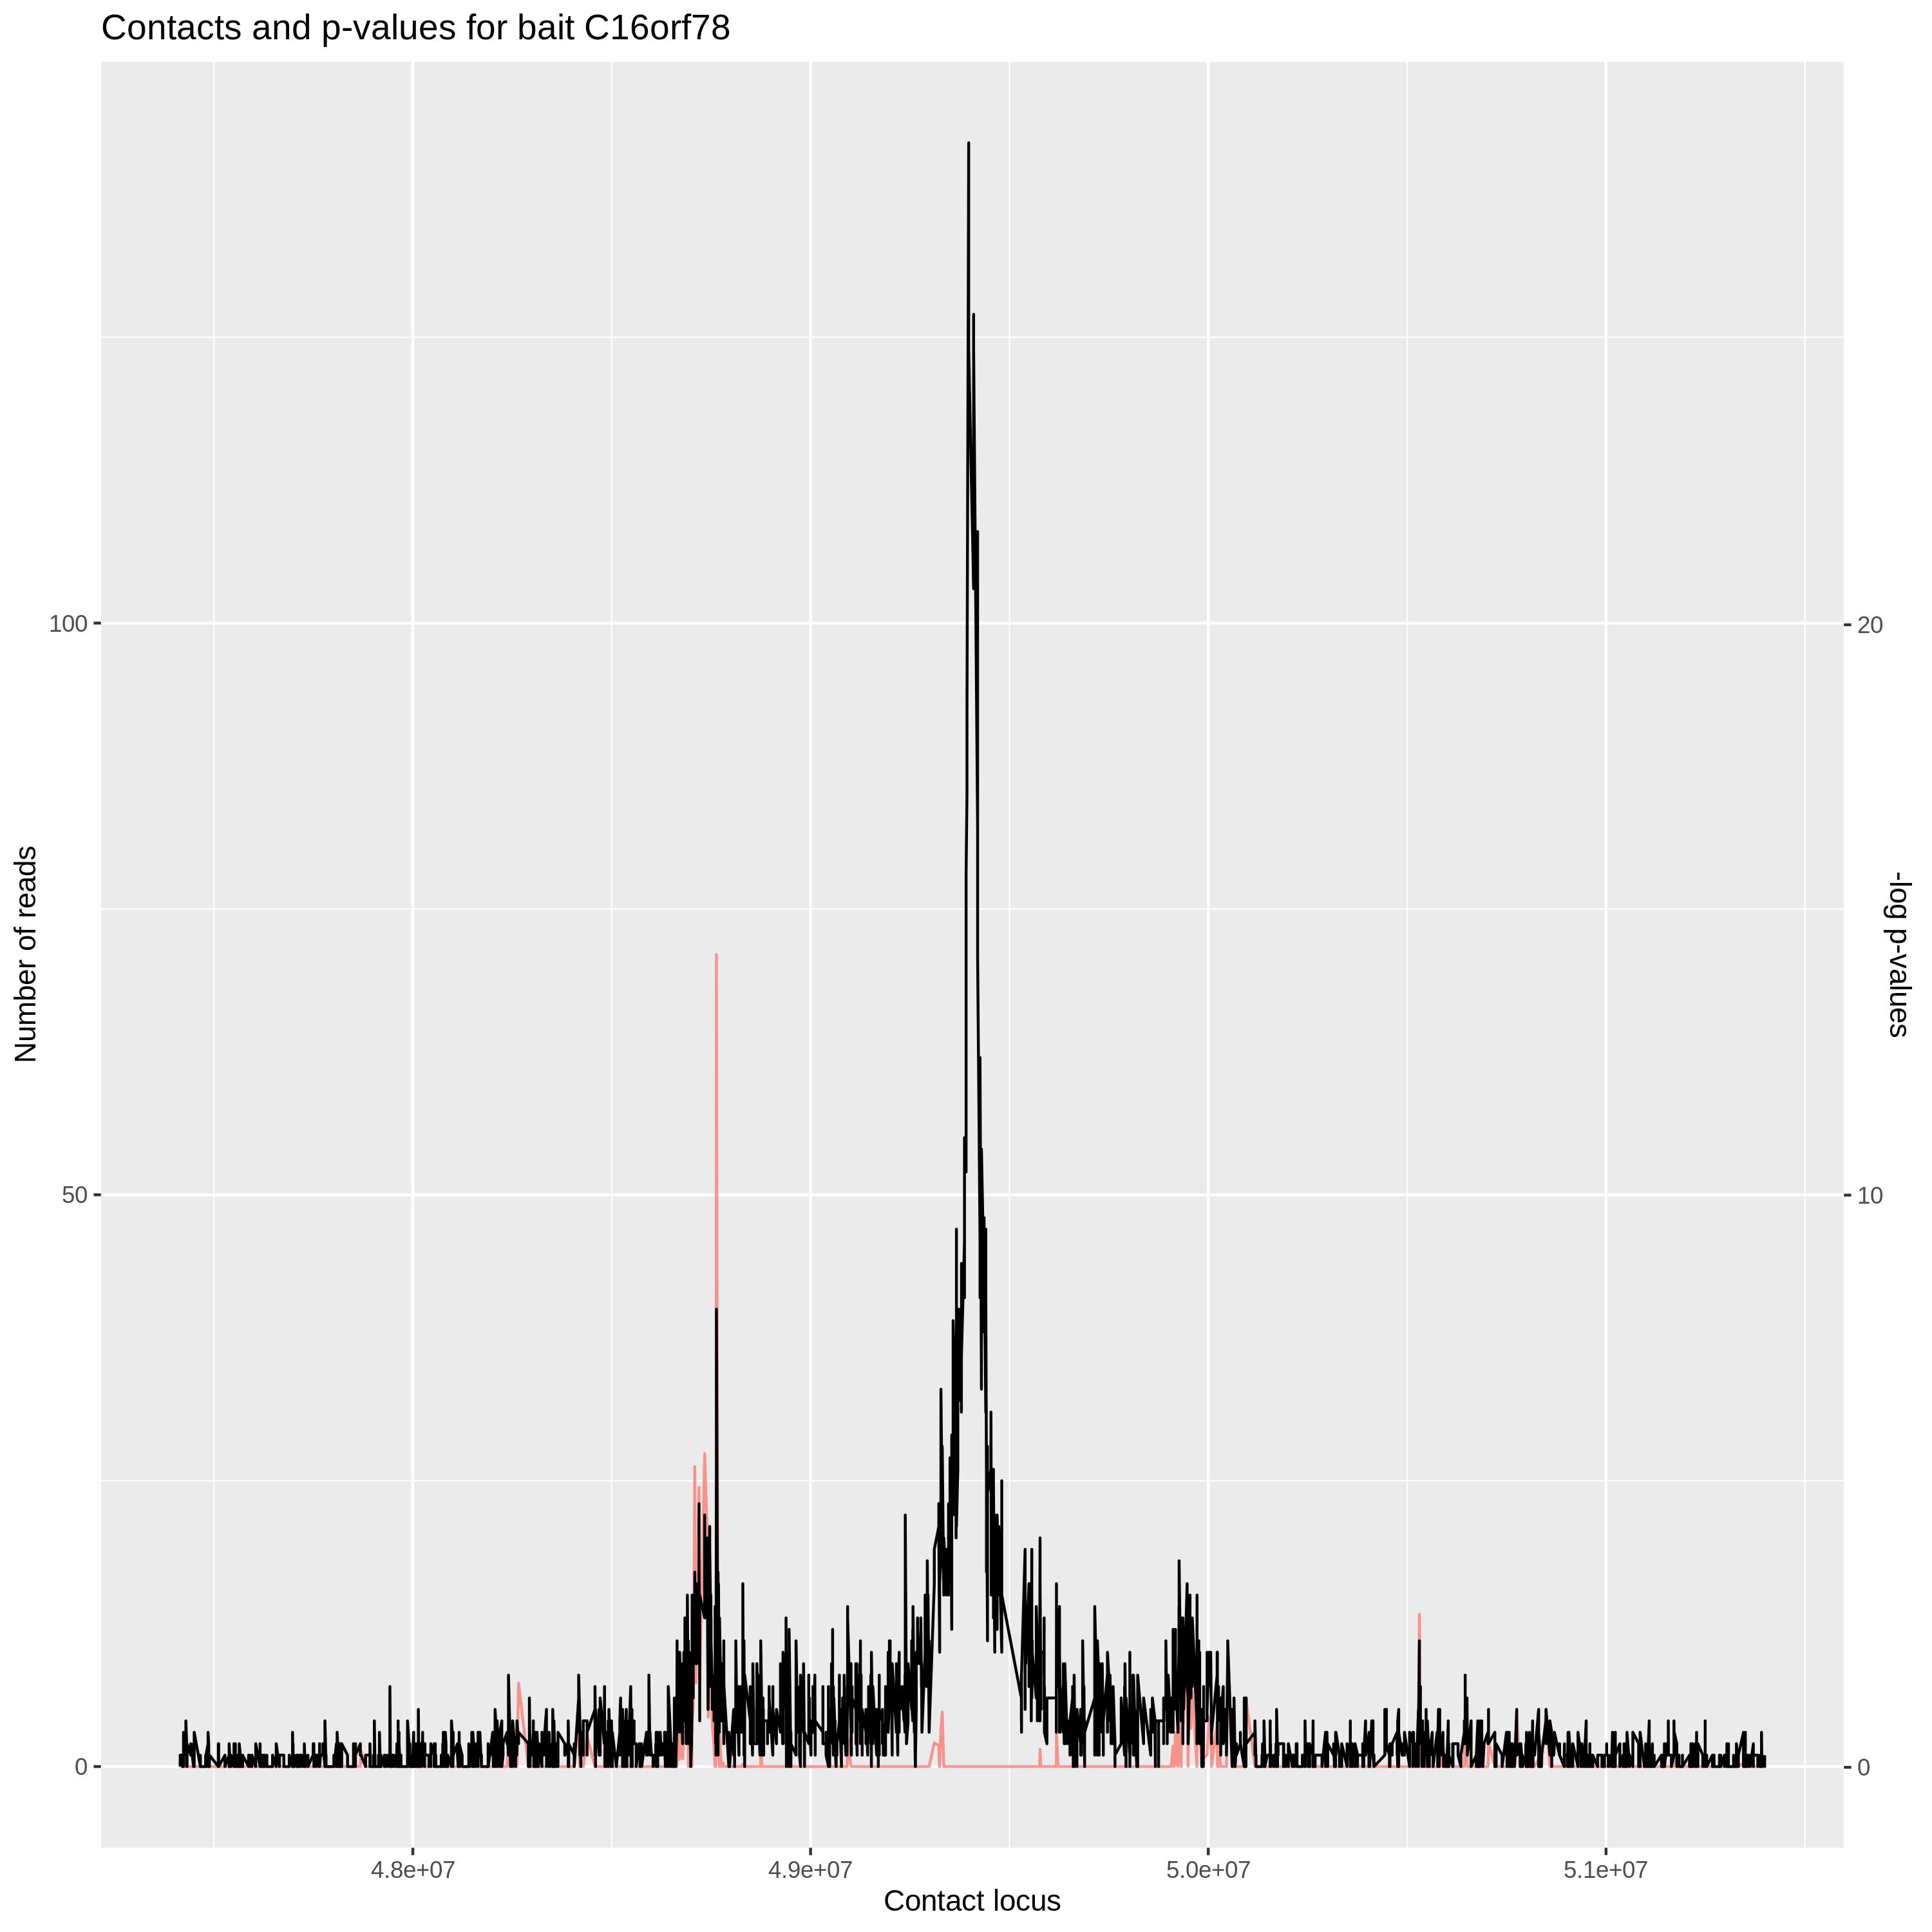 Contacts and p-values for bait C16orf78
Number of reads
100
50
0
20
10
0
-log p-values
4.8e+07
4.9e+07
5.0e+07
5.1e+07
Contact locus